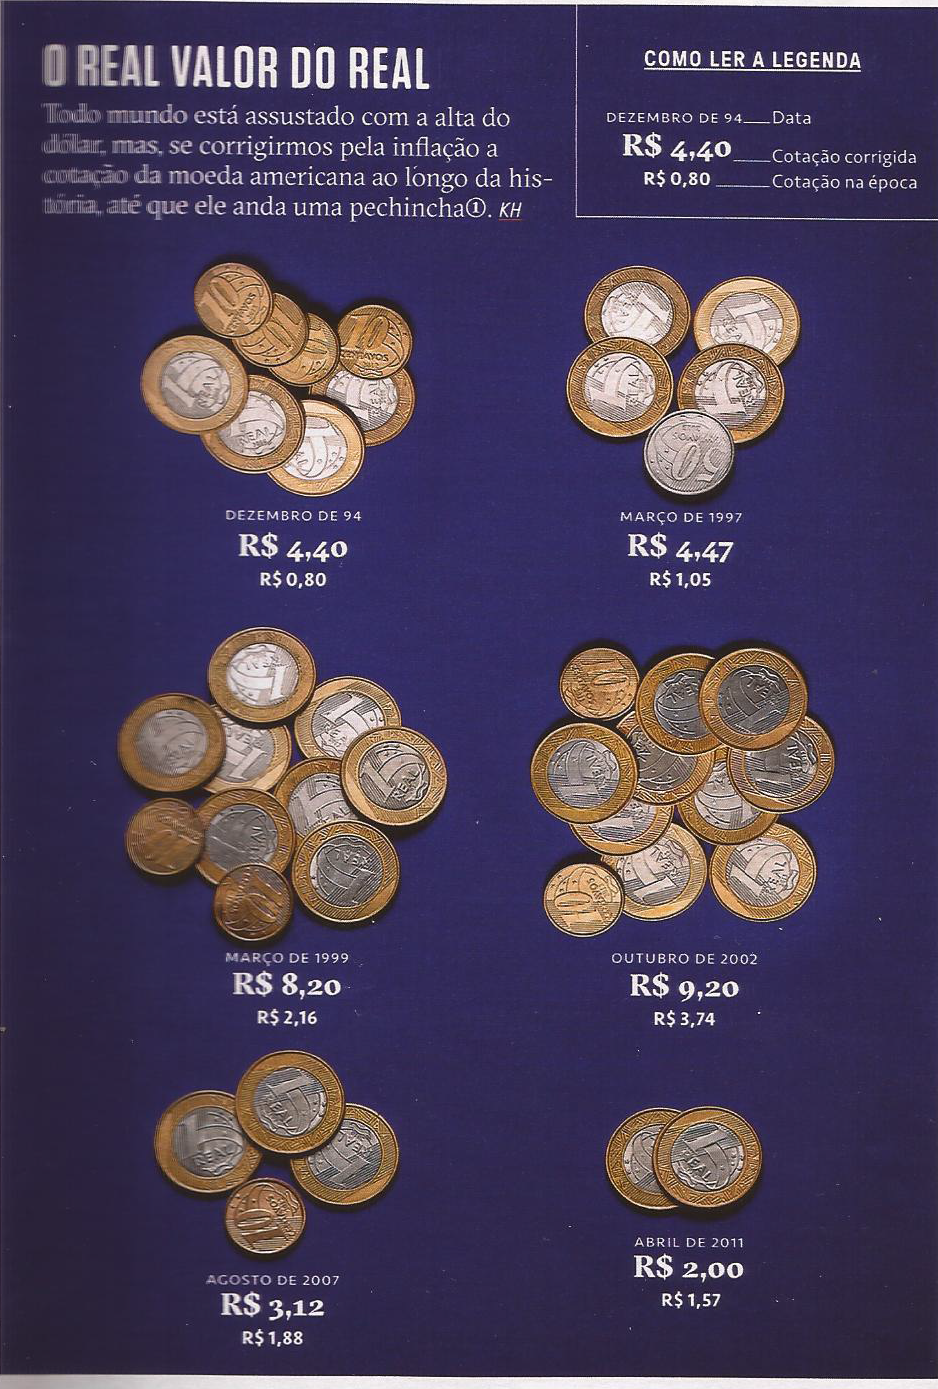 O REAL VALOR DO REAL
Todo mundo está assustado com a alta do
dólar, mas, se corrigirmos pela inflação a
cotação da moeda americana ao longo da his-
tória, até que ele anda uma pechincha①. KH
COMO LER A LEGENDA
DEZEMBRO DE 94 Data
R$ 4,40 Cotação corrigida
R$ 0,80 Cotação na época
DEZEMBRO DE 94
R$ 4,40
R$ 0,80
MARÇO DE 1997
R$ 4,47
R$ 1,05
MARÇO DE 1999
R$ 8,20
R$ 2,16
OUTUBRO DE 2002
R$ 9,20
R$ 3,74
AGOSTO DE 2007
R$ 3,12
R$ 1,88
ABRIL DE 2011
R$ 2,00
R$ 1,57